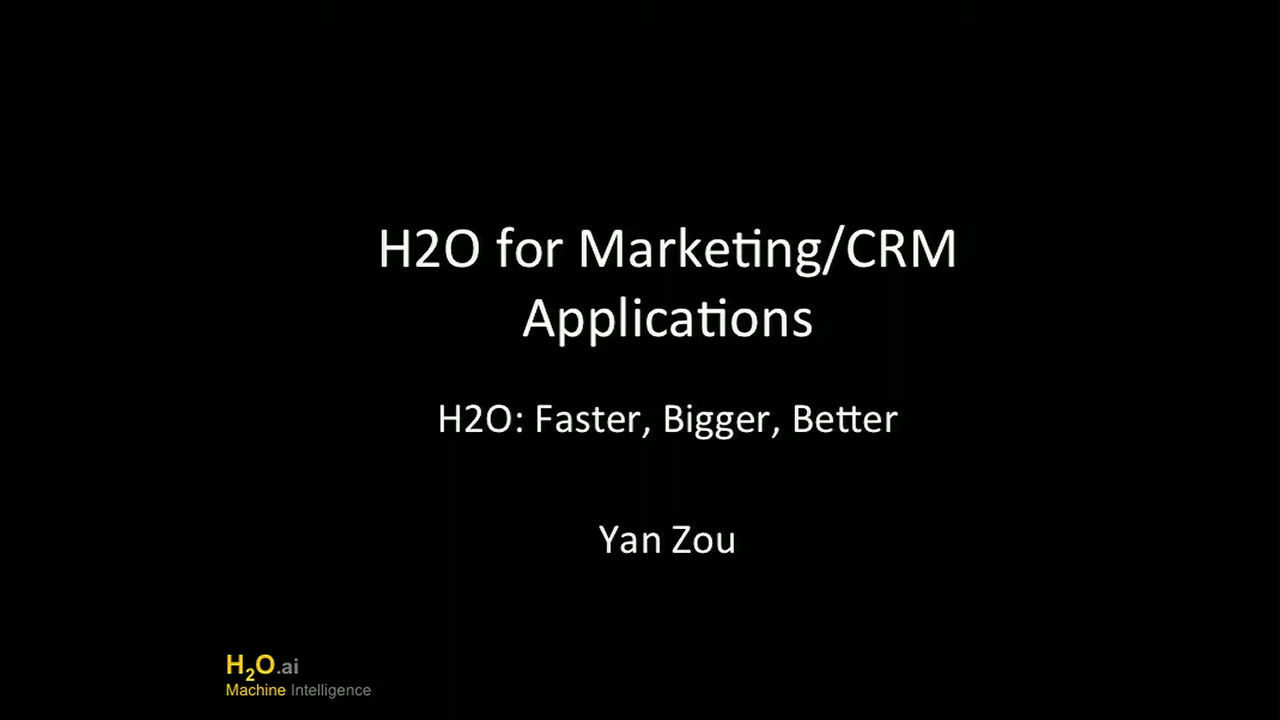 H2O for Marketing/CRM
Applications
H2O: Faster, Bigger, Better
Yan Zou
H2O.ai
Machine Intelligence